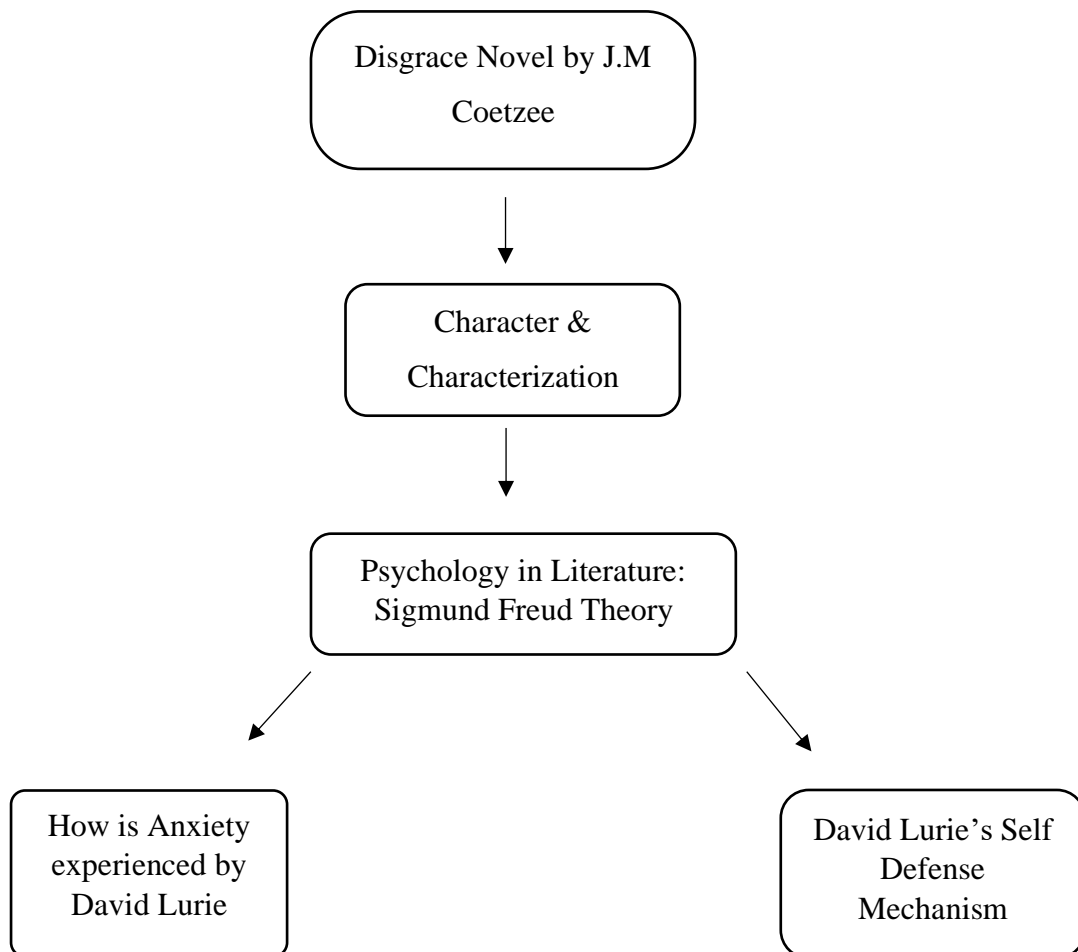 Disgrace Novel by J.M
Coetzee
Character &
Characterization
Psychology in Literature:
Sigmund Freud Theory
How is Anxiety
experienced by
David Lurie
David Lurie’s Self
Defense
Mechanism